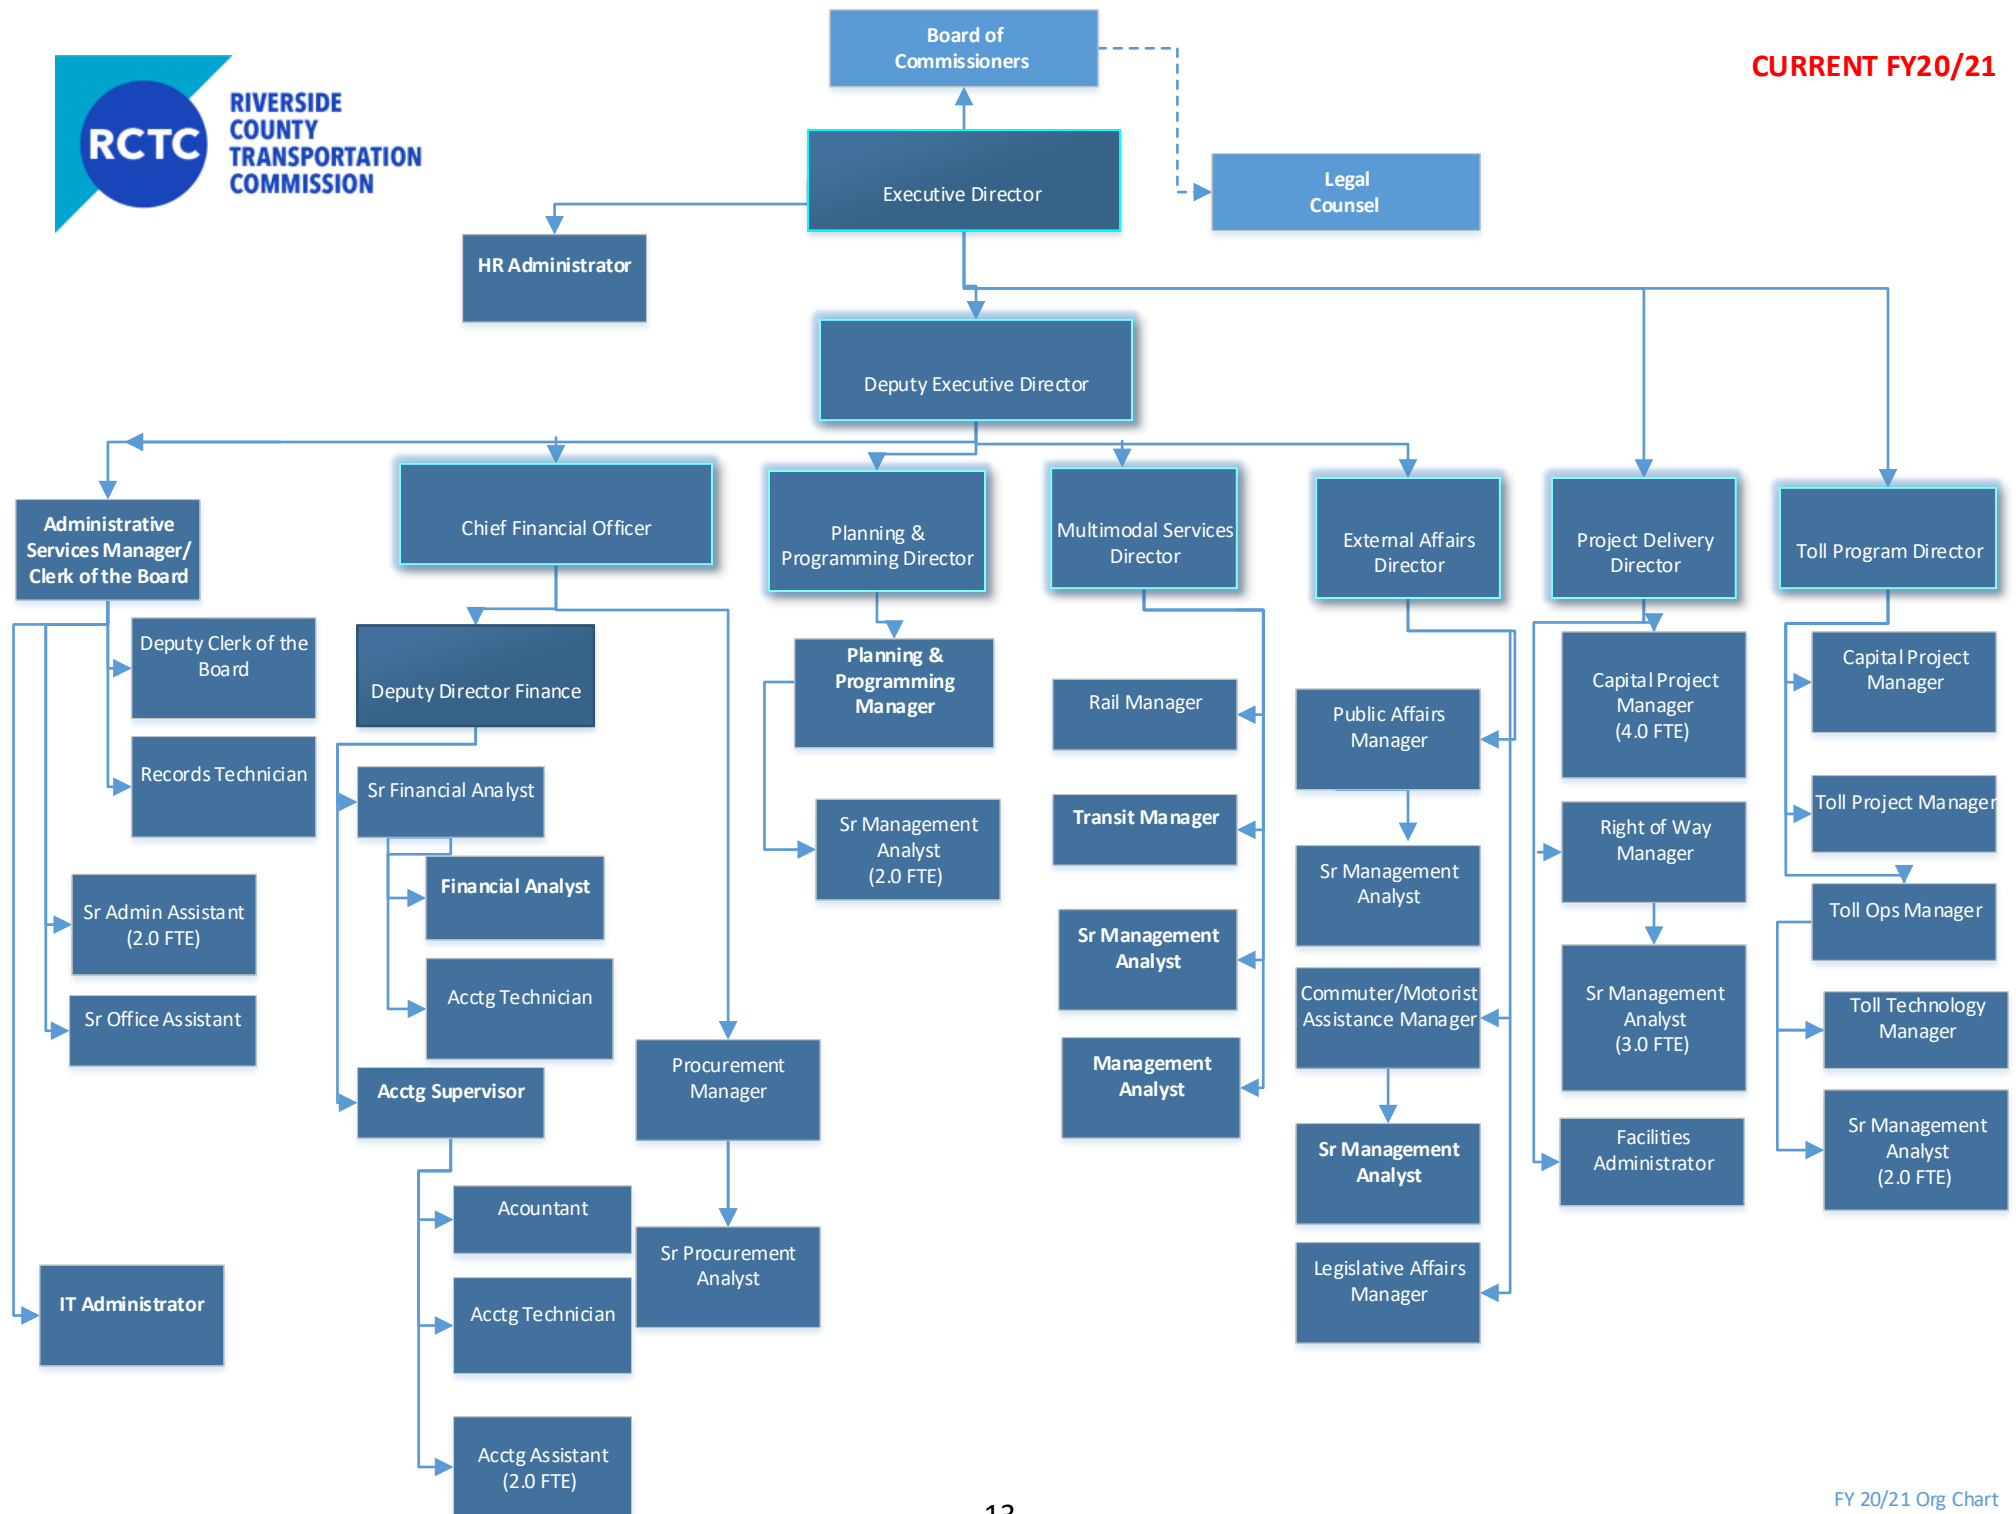 Board of
Commissioners
CURRENT FY20/21
RCTC
RIVERSIDE
COUNTY
TRANSPORTATION
COMMISSION
Executive Director
Legal
Counsel
HR Administrator
Deputy Executive Director
Administrative
Services Manager/
Clerk of the Board
Chief Financial Officer
Planning &
Programming Director
Multimodal Services
Director
External Affairs
Director
Project Delivery
Director
Toll Program Director
Deputy Clerk of the
Board
Records Technician
Sr Admin Assistant
(2.0 FTE)
Sr Office Assistant
IT Administrator
Deputy Director Finance
Sr Financial Analyst
Financial Analyst
Acctg Technician
Acctg Supervisor
Acountant
Acctg Technician
Acctg Assistant
(2.0 FTE)
Procurement
Manager
Sr Procurement
Analyst
Planning &
Programming
Manager
Sr Management
Analyst
(2.0 FTE)
Rail Manager
Transit Manager
Sr Management
Analyst
Management
Analyst
Public Affairs
Manager
Sr Management
Analyst
Commuter/Motorist
Assistance Manager
Sr Management
Analyst
Legislative Affairs
Manager
Capital Project
Manager
(4.0 FTE)
Right of Way
Manager
Sr Management
Analyst
(3.0 FTE)
Facilities
Administrator
Capital Project
Manager
Toll Project Manager
Toll Ops Manager
Toll Technology
Manager
Sr Management
Analyst
(2.0 FTE)
FY 20/21 Org Chart